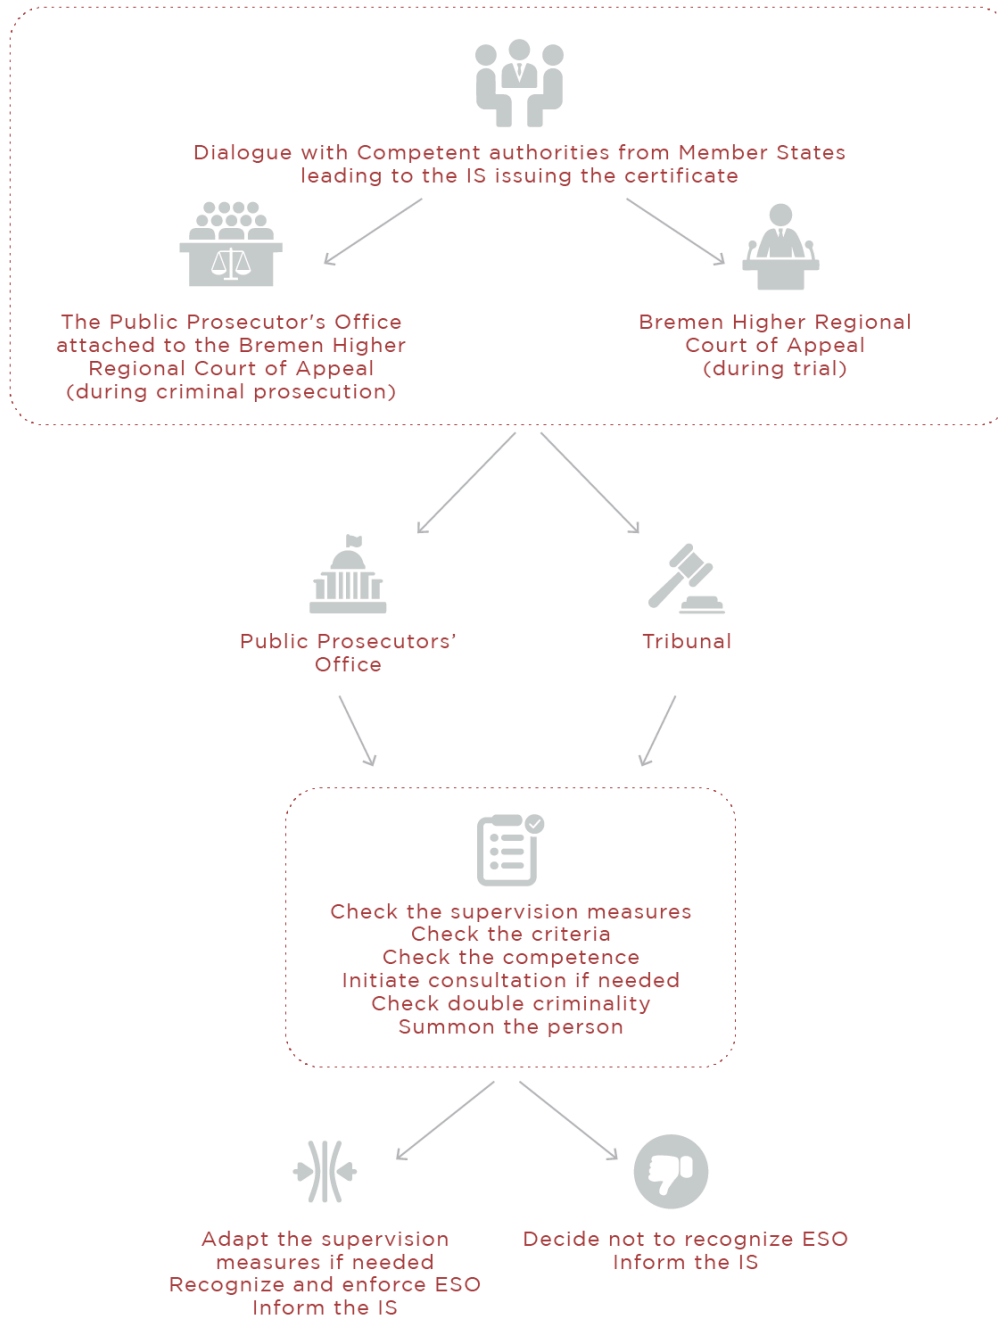 Dialogue with Competent authorities from Member States
leading to the IS issuing the certificate
The Public Prosecutor's Office
attached to the Bremen Higher
Regional Court of Appeal
(during criminal prosecution)
Bremen Higher Regional
Court of Appeal
(during trial)
Public Prosecutors’
Office
Tribunal
Check the supervision measures
Check the criteria
Check the competence
Initiate consultation if needed
Check double criminality
Summon the person
Adapt the supervision
measures if needed
Recognize and enforce ESO
Inform the IS
Decide not to recognize ESO
Inform the IS